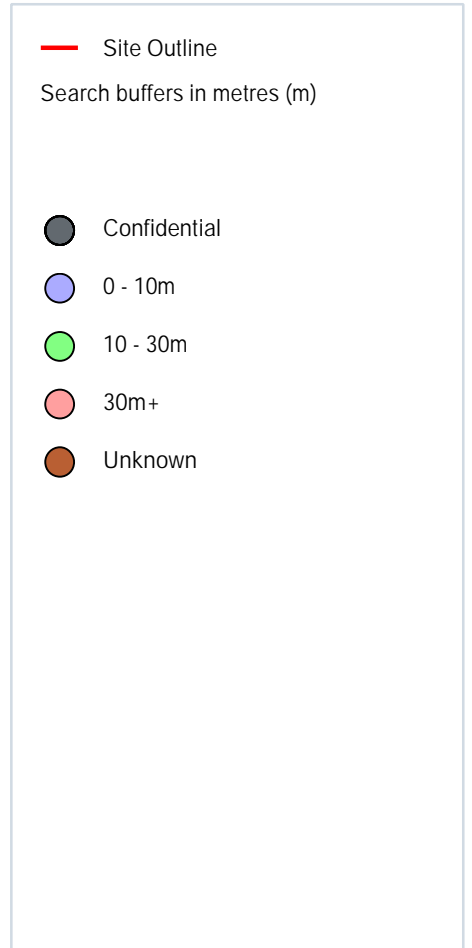 Site Outline
Search buffers in metres (m)
Confidential
0 - 10m
10 - 30m
30m+
Unknown